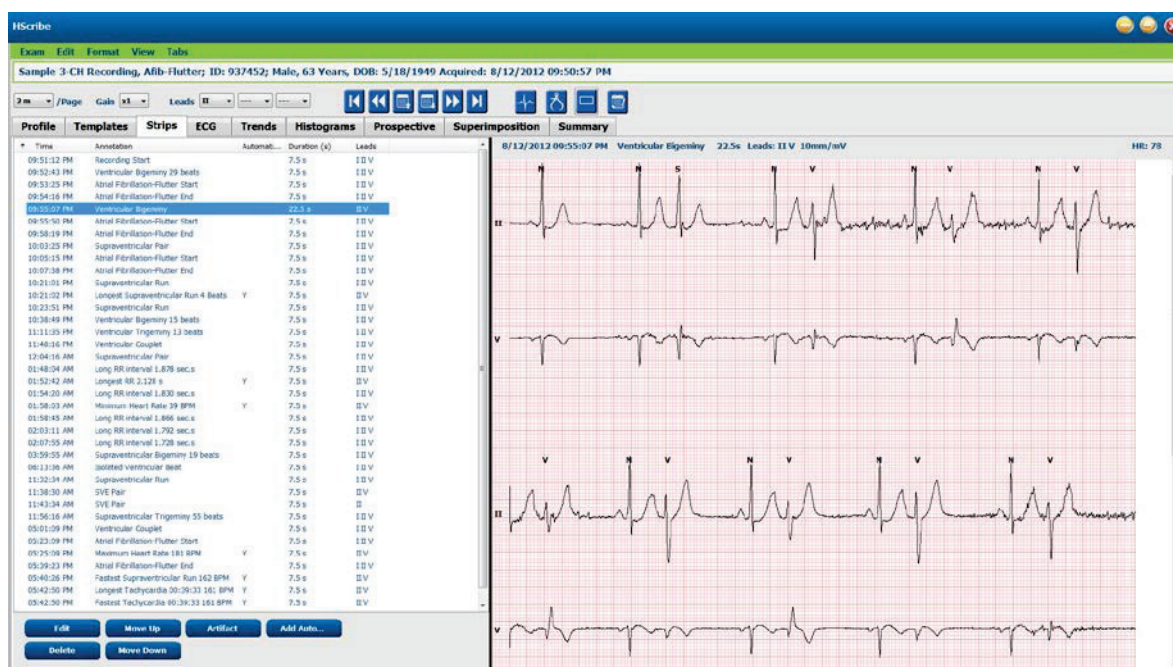 HScribe
Exam Edit Format View Tabs
Sample 3-CH Recording, Afib-Flutter; ID: 937452; Male, 63 Years, DOB: 5/18/1949 Acquired: 8/12/2012 09:50:57 PM
2 m /Page Gain x1 Leads II --- ---
Profile Templates Strips ECG Trends Histograms Prospective Superimposition Summary
Time Annotation Automati... Duration (s) Leads
09:51:12 PM Recording Start 7.5 s I II V
09:52:43 PM Ventricular Bigeminy 29 beats 7.5 s I II V
09:53:25 PM Atrial Fibrillation-Flutter Start 7.5 s I II V
09:54:16 PM Atrial Fibrillation-Flutter End 7.5 s I II V
09:55:07 PM Ventricular Bigeminy 22.5 s II V
09:55:50 PM Atrial Fibrillation-Flutter Start 7.5 s I II V
09:58:19 PM Atrial Fibrillation-Flutter End 7.5 s I II V
10:03:25 PM Supraventricular Pair 7.5 s I II V
10:05:15 PM Atrial Fibrillation-Flutter Start 7.5 s I II V
10:07:38 PM Atrial Fibrillation-Flutter End 7.5 s I II V
10:21:01 PM Supraventricular Run 7.5 s I II V
10:21:02 PM Longest Supraventricular Run 4 Beats Y 7.5 s II V
10:23:51 PM Supraventricular Run 7.5 s I II V
10:38:49 PM Ventricular Bigeminy 15 beats 7.5 s I II V
11:11:35 PM Ventricular Trigeminy 13 beats 7.5 s I II V
11:40:16 PM Ventricular Couplet 7.5 s I II V
12:04:16 AM Supraventricular Pair 7.5 s I II V
01:48:04 AM Long RR interval 1.878 sec.s 7.5 s I II V
01:52:42 AM Longest RR 2.128 s Y 7.5 s II V
01:54:20 AM Long RR interval 1.830 sec.s 7.5 s I II V
01:58:03 AM Minimum Heart Rate 39 BPM Y 7.5 s II V
01:58:45 AM Long RR interval 1.866 sec.s 7.5 s I II V
02:03:11 AM Long RR interval 1.792 sec.s 7.5 s I II V
02:07:55 AM Long RR interval 1.728 sec.s 7.5 s I II V
03:59:55 AM Supraventricular Bigeminy 19 beats 7.5 s I II V
06:13:36 AM Isolated Ventricular Beat 7.5 s I II V
11:32:34 AM Supraventricular Run 7.5 s I II V
11:38:30 AM SVE Pair 7.5 s II V
11:43:34 AM SVE Pair 7.5 s II
11:56:16 AM Supraventricular Trigeminy 55 beats 7.5 s I II V
05:01:09 PM Ventricular Couplet 7.5 s I II V
05:23:09 PM Atrial Fibrillation-Flutter Start 7.5 s I II V
05:25:09 PM Maximum Heart Rate 181 BPM Y 7.5 s II V
05:39:23 PM Atrial Fibrillation-Flutter End 7.5 s I II V
05:40:26 PM Fastest Supraventricular Run 162 BPM Y 7.5 s II V
05:42:50 PM Longest Tachycardia 00:39:33 161 BPM Y 7.5 s II V
05:42:50 PM Fastest Tachycardia 00:39:33 161 BPM Y 7.5 s II V
Edit Move Up Artifact Add Auto...
Delete Move Down
8/12/2012 09:55:07 PM Ventricular Bigeminy 22.5s Leads: II V 10mm/mV HR: 78
N N S N V N V N V
II
V
V N V N V N V N V
II
V